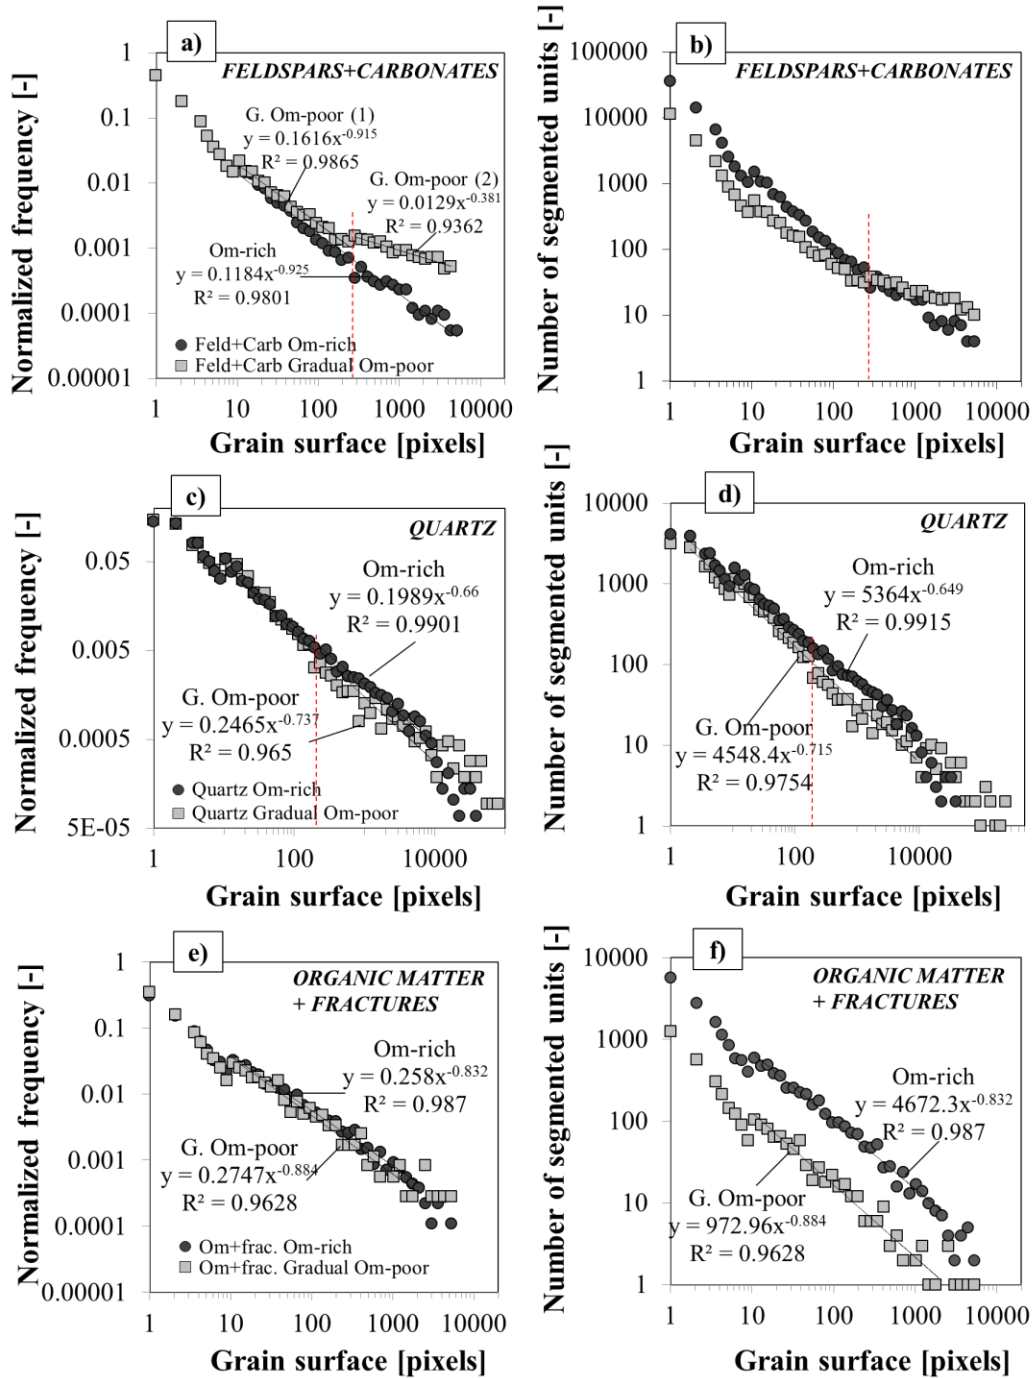 a)
FELDSPARS+CARBONATES
Normalized frequency [-]
1
0.1
0.01
0.001
0.0001
0.00001
G. Om-poor (1)
y = 0.1616x^-0.915
R² = 0.9865
G. Om-poor (2)
y = 0.0129x^-0.381
R² = 0.9362
Om-rich
y = 0.1184x^-0.925
R² = 0.9801
Feld+Carb Om-rich
Feld+Carb Gradual Om-poor
1 10 100 1000 10000
Grain surface [pixels]
b)
FELDSPARS+CARBONATES
Number of segmented units [-]
100000
10000
1000
100
10
1
1 10 100 1000 10000
Grain surface [pixels]
c)
QUARTZ
Normalized frequency [-]
0.05
0.005
0.0005
5E-05
Om-rich
y = 0.1989x^-0.66
R² = 0.9901
G. Om-poor
y = 0.2465x^-0.737
R² = 0.965
Quartz Om-rich
Quartz Gradual Om-poor
1 100 10000
Grain surface [pixels]
d)
QUARTZ
Number of segmented units [-]
10000
1000
100
10
1
Om-rich
y = 5364x^-0.649
R² = 0.9915
G. Om-poor
y = 4548.4x^-0.715
R² = 0.9754
1 100 10000
Grain surface [pixels]
e)
ORGANIC MATTER
+ FRACTURES
Normalized frequency [-]
1
0.1
0.01
0.001
0.0001
0.00001
Om-rich
y = 0.258x^-0.832
R² = 0.987
G. Om-poor
y = 0.2747x^-0.884
R² = 0.9628
Om+frac. Om-rich
Om+frac. Gradual Om-poor
1 10 100 1000 10000
Grain surface [pixels]
f)
ORGANIC MATTER
+ FRACTURES
Number of segmented units [-]
10000
1000
100
10
1
Om-rich
y = 4672.3x^-0.832
R² = 0.987
G. Om-poor
y = 972.96x^-0.884
R² = 0.9628
1 10 100 1000 10000
Grain surface [pixels]